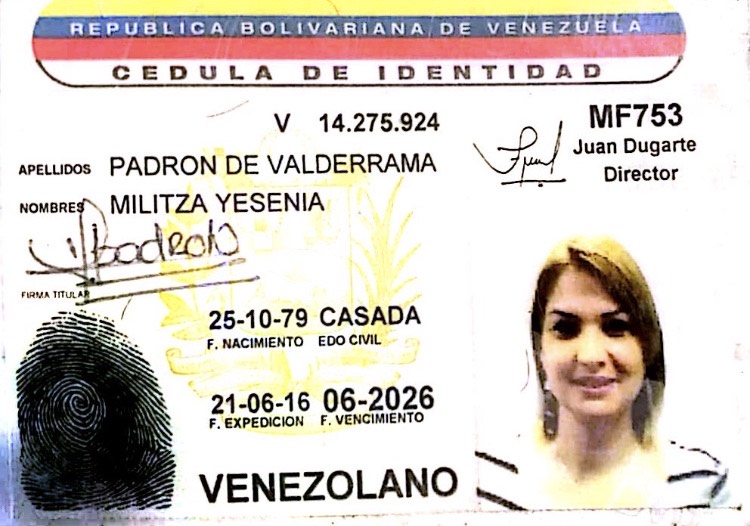 REPUBLICA BOLIVARIANA DE VENEZUELA
CEDULA DE IDENTIDAD
V 14.275.924
MF753
Juan Dugarte
Director
APELLIDOS PADRON DE VALDERRAMA
NOMBRES MILITZA YESENIA
FIRMA TITULAR
25-10-79 CASADA
F. NACIMIENTO EDO CIVIL
21-06-16 06-2026
F. EXPEDICION F. VENCIMIENTO
VENEZOLANO